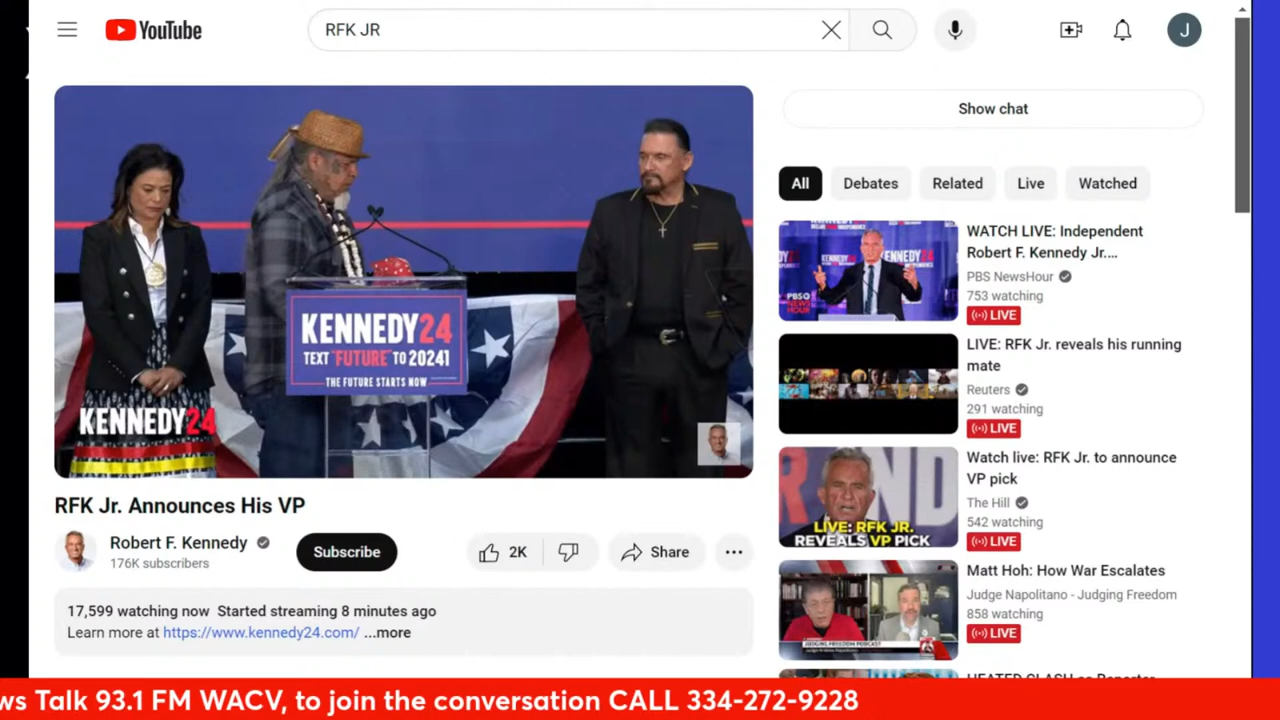 YouTube
RFK JR
J
KENNEDY24
TEXT "FUTURE" TO 20241
THE FUTURE STARTS NOW
KENNEDY24
RFK Jr. Announces His VP
Robert F. Kennedy
176K subscribers
Subscribe
2K
Share
17,599 watching now Started streaming 8 minutes ago
Learn more at https://www.kennedy24.com/ ...more
Show chat
All Debates Related Live Watched
WATCH LIVE: Independent
Robert F. Kennedy Jr....
PBS NewsHour
753 watching
LIVE
LIVE: RFK Jr. reveals his running
mate
Reuters
291 watching
LIVE
LIVE: RFK JR.
REVEALS VP PICK
Watch live: RFK Jr. to announce
VP pick
The Hill
542 watching
LIVE
JUDGING FREEDOM PODCAST
Matt Hoh: How War Escalates
Judge Napolitano - Judging Freedom
858 watching
LIVE
ws Talk 93.1 FM WACV, to join the conversation CALL 334-272-9228